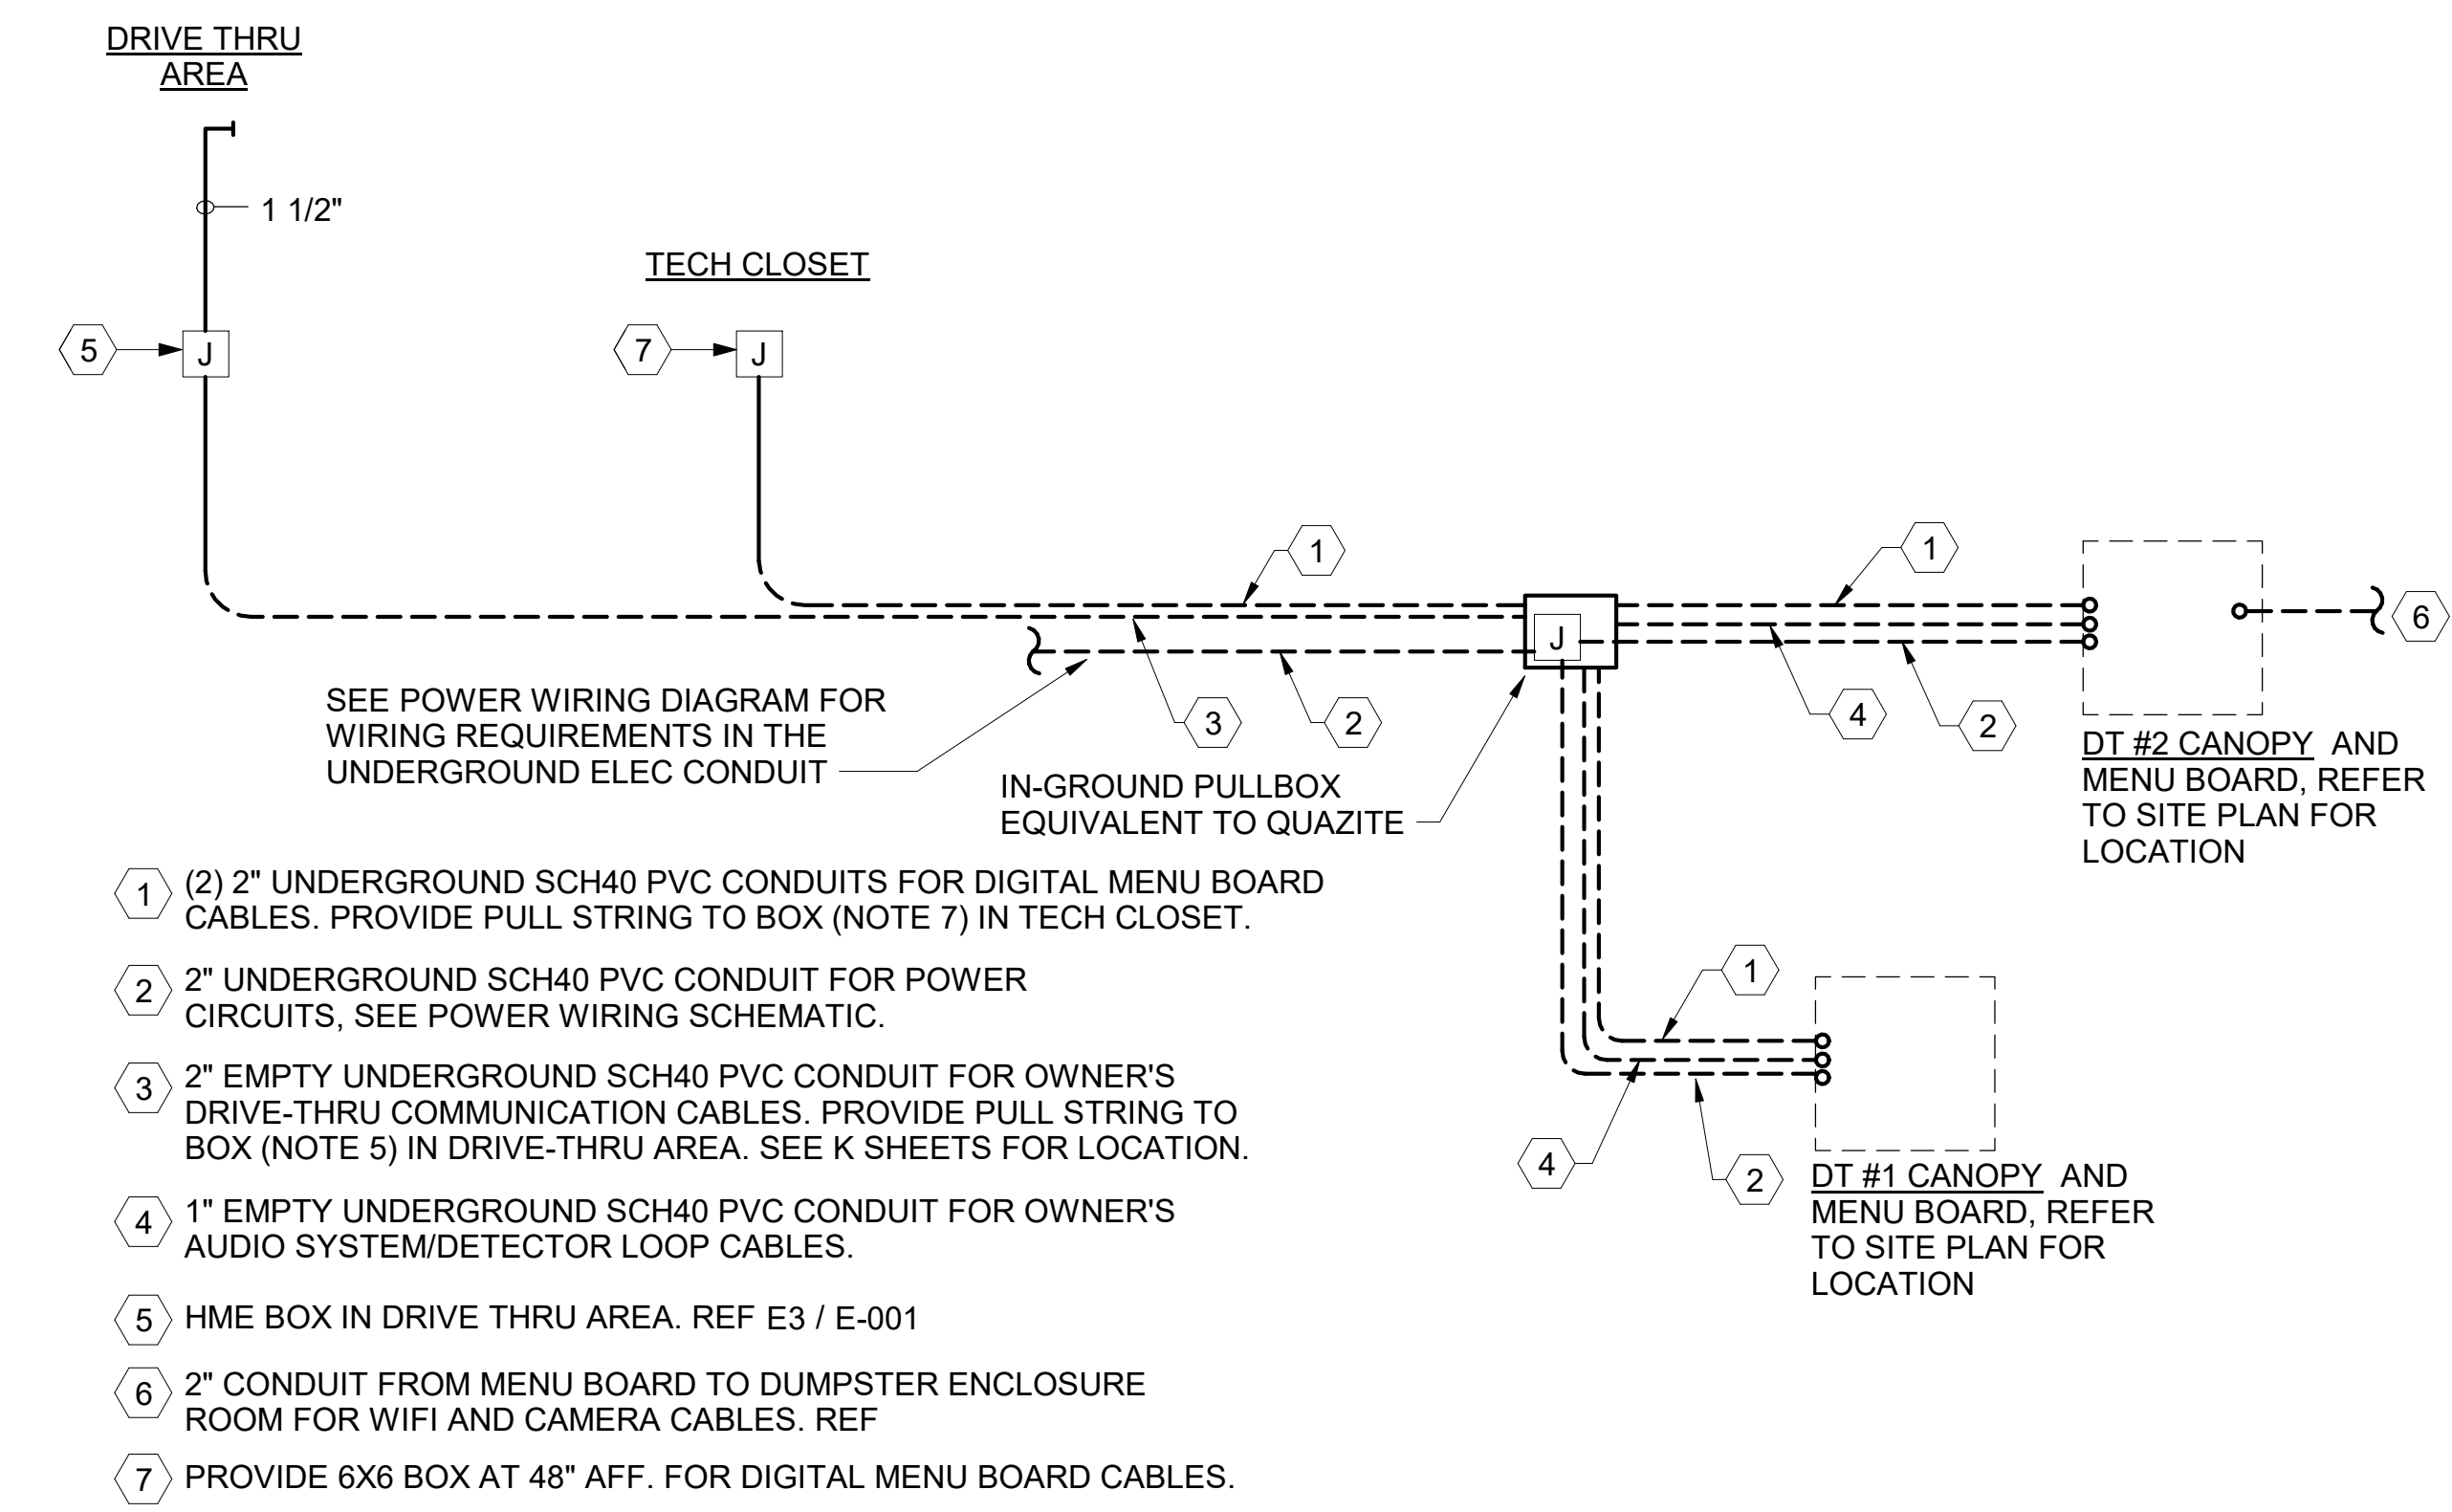 DRIVE THRU
AREA
1 1/2"
TECH CLOSET
5
J
7
J
1
1
6
J
3
2
4
2
SEE POWER WIRING DIAGRAM FOR
WIRING REQUIREMENTS IN THE
UNDERGROUND ELEC CONDUIT
IN-GROUND PULLBOX
EQUIVALENT TO QUAZITE
DT #2 CANOPY AND
MENU BOARD, REFER
TO SITE PLAN FOR
LOCATION
1
4
2
DT #1 CANOPY AND
MENU BOARD, REFER
TO SITE PLAN FOR
LOCATION
1 (2) 2" UNDERGROUND SCH40 PVC CONDUITS FOR DIGITAL MENU BOARD
CABLES. PROVIDE PULL STRING TO BOX (NOTE 7) IN TECH CLOSET.
2 2" UNDERGROUND SCH40 PVC CONDUIT FOR POWER
CIRCUITS, SEE POWER WIRING SCHEMATIC.
3 2" EMPTY UNDERGROUND SCH40 PVC CONDUIT FOR OWNER'S
DRIVE-THRU COMMUNICATION CABLES. PROVIDE PULL STRING TO
BOX (NOTE 5) IN DRIVE-THRU AREA. SEE K SHEETS FOR LOCATION.
4 1" EMPTY UNDERGROUND SCH40 PVC CONDUIT FOR OWNER'S
AUDIO SYSTEM/DETECTOR LOOP CABLES.
5 HME BOX IN DRIVE THRU AREA. REF E3 / E-001
6 2" CONDUIT FROM MENU BOARD TO DUMPSTER ENCLOSURE
ROOM FOR WIFI AND CAMERA CABLES. REF
7 PROVIDE 6X6 BOX AT 48" AFF. FOR DIGITAL MENU BOARD CABLES.